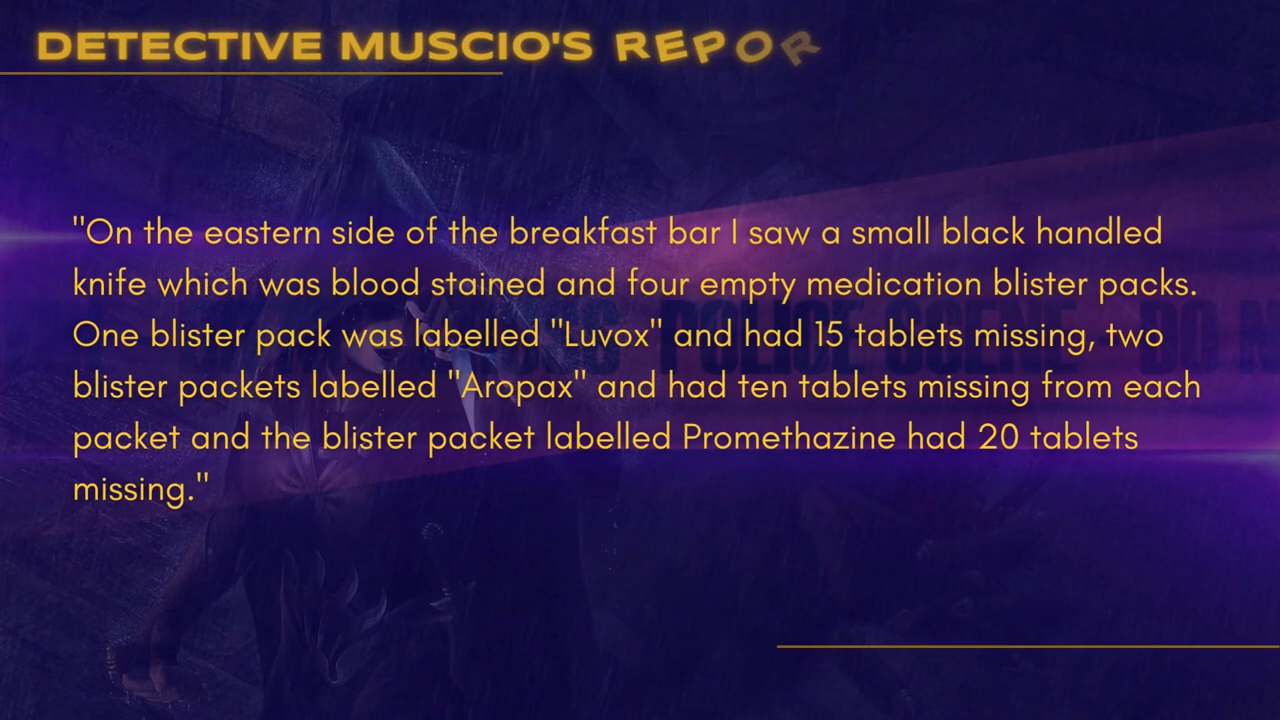 DETECTIVE MUSCIO'S REPOR
"On the eastern side of the breakfast bar I saw a small black handled
knife which was blood stained and four empty medication blister packs.
One blister pack was labelled "Luvox" and had 15 tablets missing, two
blister packets labelled "Aropax" and had ten tablets missing from each
packet and the blister packet labelled Promethazine had 20 tablets
missing."
POLICE SCENE DO N